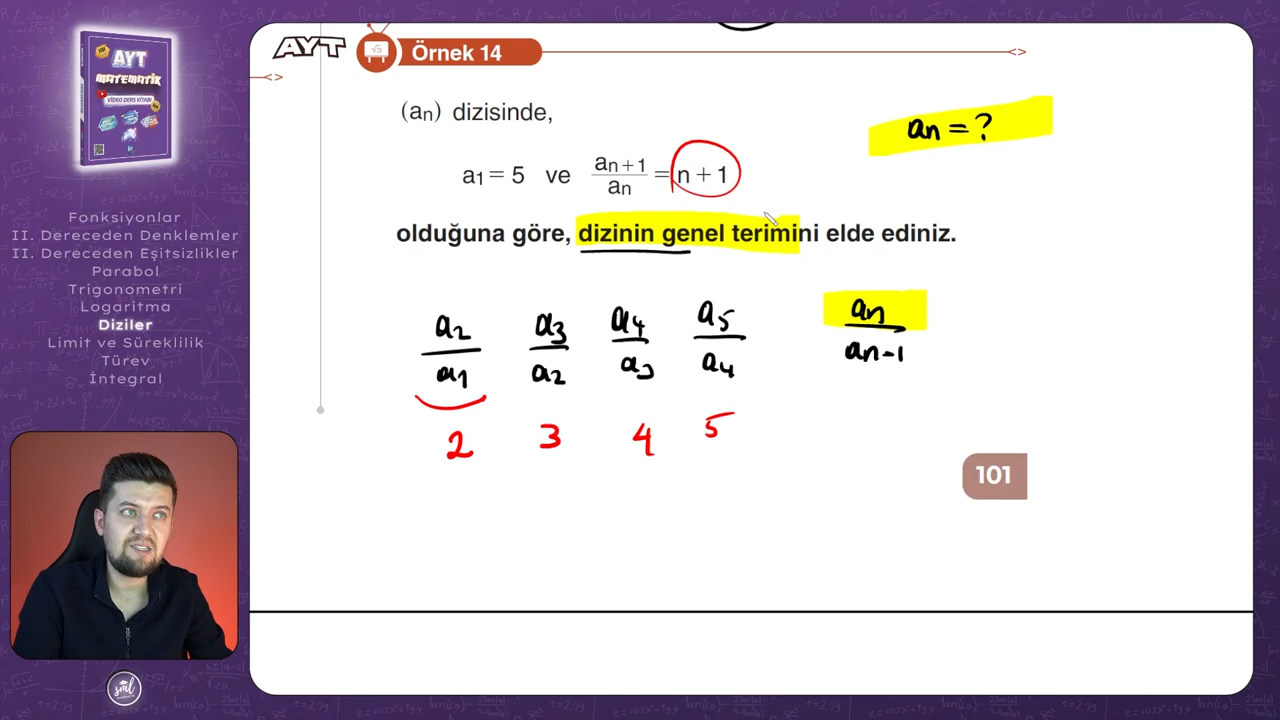 AYT
MATEMATİK
VİDEO DERS KİTABI
Fonksiyonlar
II. Dereceden Denklemler
II. Dereceden Eşitsizlikler
Parabol
Trigonometri
Logaritma
Diziler
Limit ve Süreklilik
Türev
İntegral
sml
AYT √3 Örnek 14
(an) dizisinde,
an = ?
a1 = 5 ve an+1/an = n + 1
olduğuna göre, dizinin genel terimini elde ediniz.
a2/a1 a3/a2 a4/a3 a5/a4 an/an-1
2 3 4 5
101